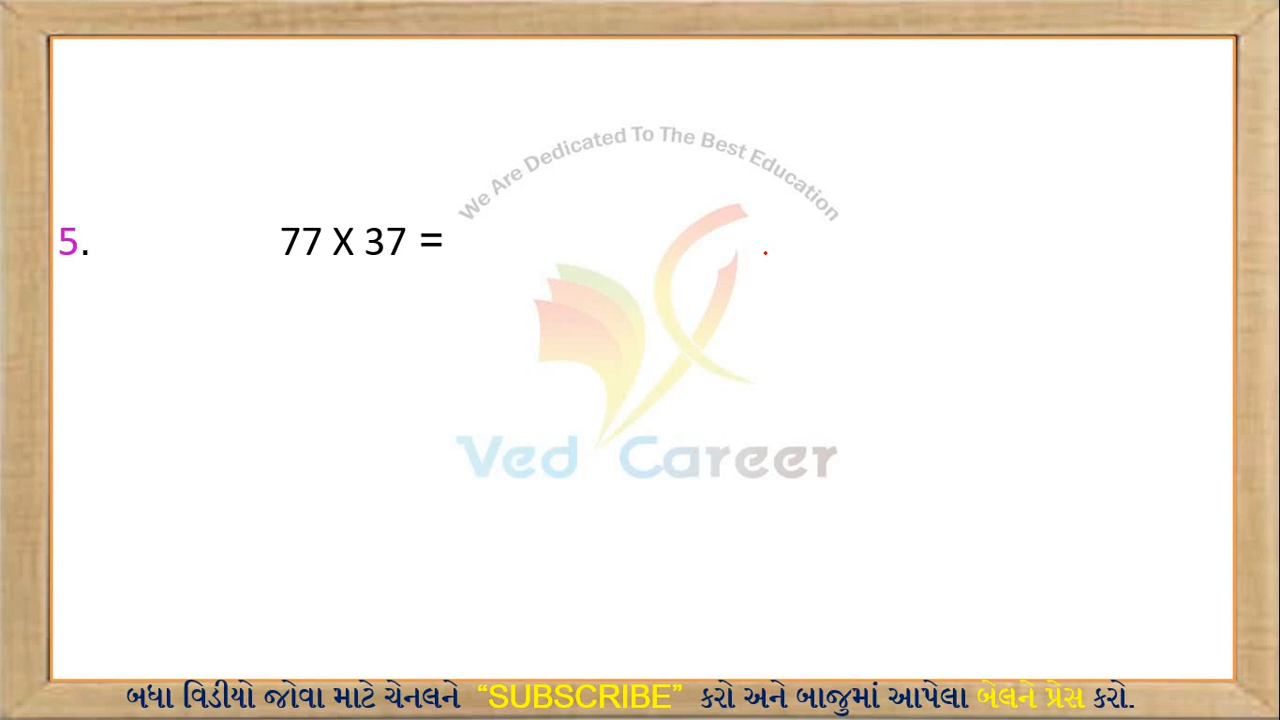 We Are Dedicated To The Best Education
5. 77 X 37 =
Ved Career
બધા વિડીયો જોવા માટે ચેનલને “SUBSCRIBE” કરો અને બાજુમાં આપેલા બેલને પ્રેસ કરો.